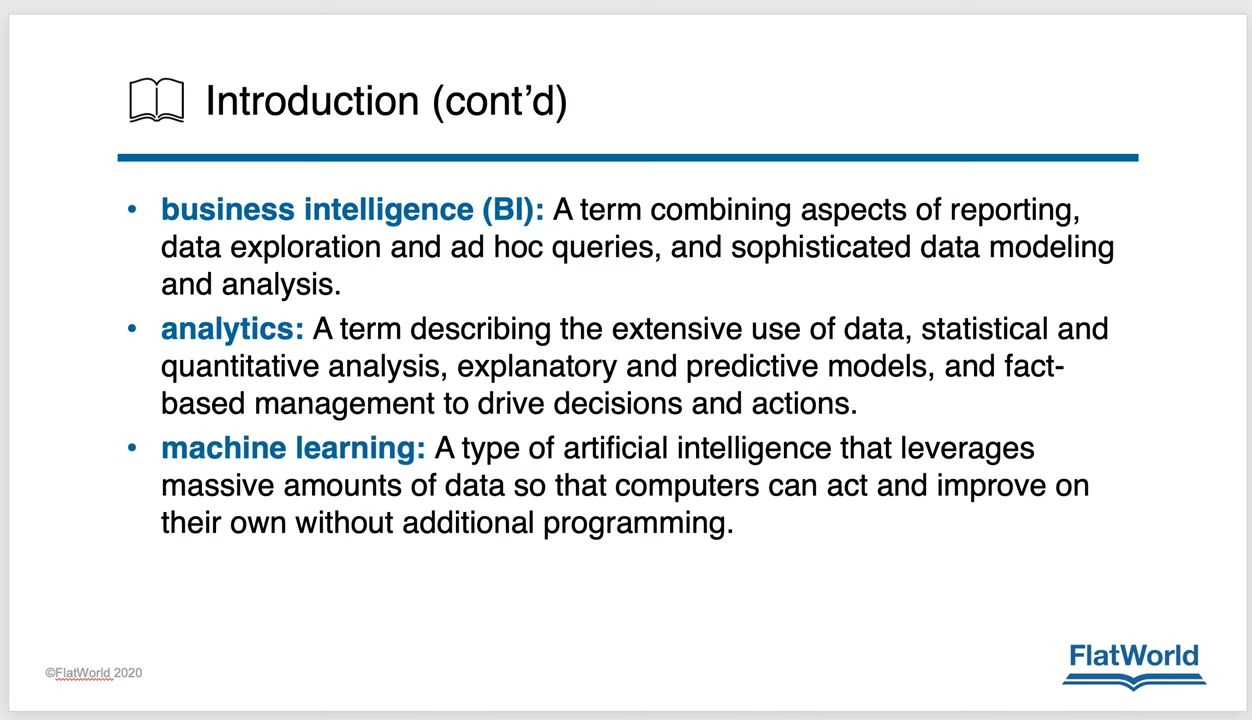 Introduction (cont’d)
• business intelligence (BI): A term combining aspects of reporting,
data exploration and ad hoc queries, and sophisticated data modeling
and analysis.
• analytics: A term describing the extensive use of data, statistical and
quantitative analysis, explanatory and predictive models, and fact-
based management to drive decisions and actions.
• machine learning: A type of artificial intelligence that leverages
massive amounts of data so that computers can act and improve on
their own without additional programming.
©FlatWorld 2020
FlatWorld